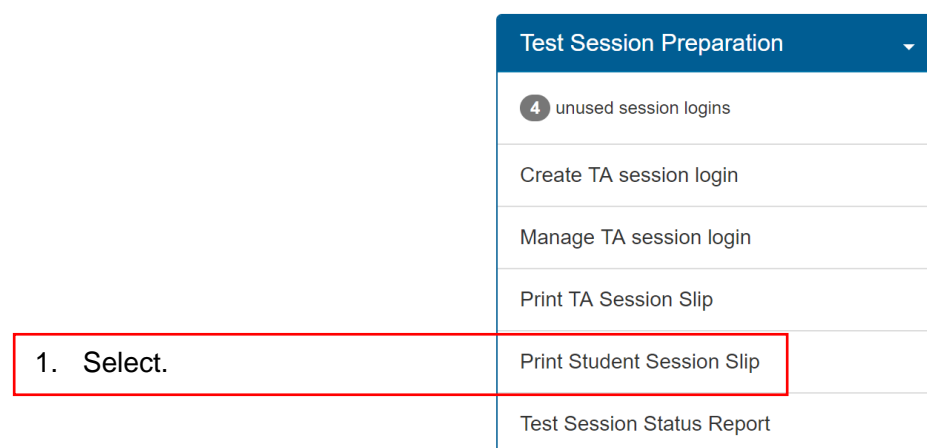 Test Session Preparation
4 unused session logins
Create TA session login
Manage TA session login
Print TA Session Slip
1. Select.
Print Student Session Slip
Test Session Status Report